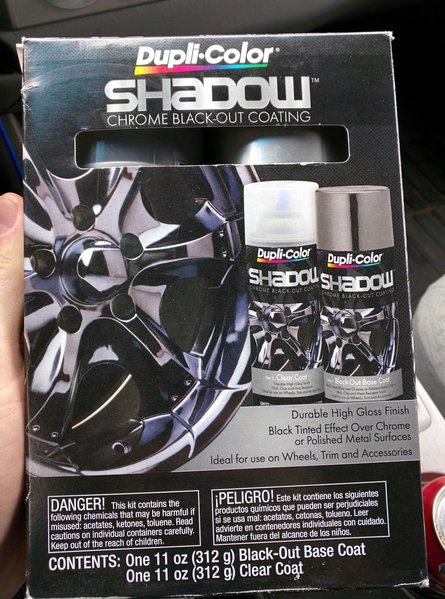 Dupli-Color®
SHADOW™
CHROME BLACK-OUT COATING
Dupli-Color
SHADOW
CHROME BLACK-OUT COATING
Clear Coat
Dupli-Color
SHADOW
CHROME BLACK-OUT COATING
Black-Out Base Coat
Durable High Gloss Finish
Black Tinted Effect Over Chrome
or Polished Metal Surfaces
Ideal for use on Wheels, Trim and Accessories
DANGER! This kit contains the
following chemicals that may be harmful if
misused: acetates, ketones, toluene. Read
cautions on individual containers carefully.
Keep out of the reach of children.
¡PELIGRO! Este kit contiene los siguientes
productos químicos que pueden ser perjudiciales
si se usa mal: acetatos, cetonas, tolueno. Leer
advierte en contenedores individuales con cuidado.
Mantener fuera del alcance de los niños.
CONTENTS: One 11 oz (312 g) Black-Out Base Coat
One 11 oz (312 g) Clear Coat